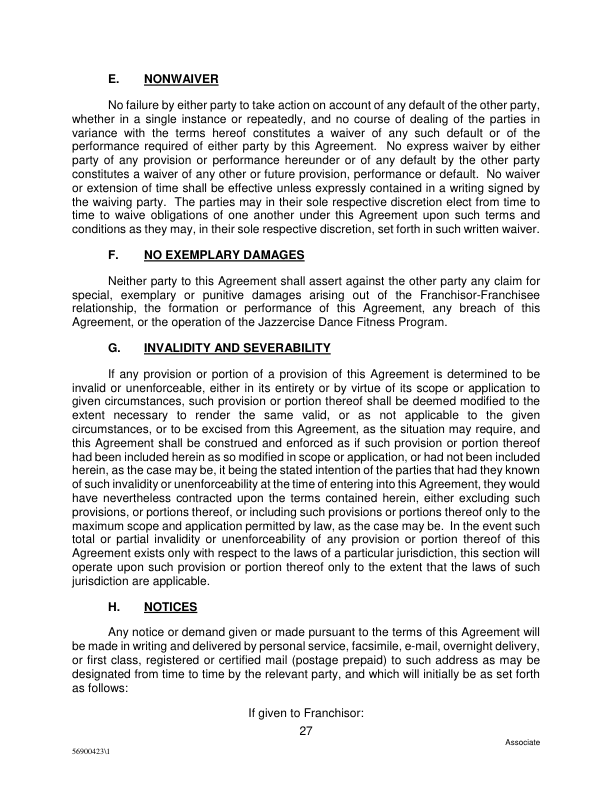 E. NONWAIVER
No failure by either party to take action on account of any default of the other party,
whether in a single instance or repeatedly, and no course of dealing of the parties in
variance with the terms hereof constitutes a waiver of any such default or of the
performance required of either party by this Agreement. No express waiver by either
party of any provision or performance hereunder or of any default by the other party
constitutes a waiver of any other or future provision, performance or default. No waiver
or extension of time shall be effective unless expressly contained in a writing signed by
the waiving party. The parties may in their sole respective discretion elect from time to
time to waive obligations of one another under this Agreement upon such terms and
conditions as they may, in their sole respective discretion, set forth in such written waiver.
F. NO EXEMPLARY DAMAGES
Neither party to this Agreement shall assert against the other party any claim for
special, exemplary or punitive damages arising out of the Franchisor-Franchisee
relationship, the formation or performance of this Agreement, any breach of this
Agreement, or the operation of the Jazzercise Dance Fitness Program.
G. INVALIDITY AND SEVERABILITY
If any provision or portion of a provision of this Agreement is determined to be
invalid or unenforceable, either in its entirety or by virtue of its scope or application to
given circumstances, such provision or portion thereof shall be deemed modified to the
extent necessary to render the same valid, or as not applicable to the given
circumstances, or to be excised from this Agreement, as the situation may require, and
this Agreement shall be construed and enforced as if such provision or portion thereof
had been included herein as so modified in scope or application, or had not been included
herein, as the case may be, it being the stated intention of the parties that had they known
of such invalidity or unenforceability at the time of entering into this Agreement, they would
have nevertheless contracted upon the terms contained herein, either excluding such
provisions, or portions thereof, or including such provisions or portions thereof only to the
maximum scope and application permitted by law, as the case may be. In the event such
total or partial invalidity or unenforceability of any provision or portion thereof of this
Agreement exists only with respect to the laws of a particular jurisdiction, this section will
operate upon such provision or portion thereof only to the extent that the laws of such
jurisdiction are applicable.
H. NOTICES
Any notice or demand given or made pursuant to the terms of this Agreement will
be made in writing and delivered by personal service, facsimile, e-mail, overnight delivery,
or first class, registered or certified mail (postage prepaid) to such address as may be
designated from time to time by the relevant party, and which will initially be as set forth
as follows:
If given to Franchisor:
27
Associate
56900423\1